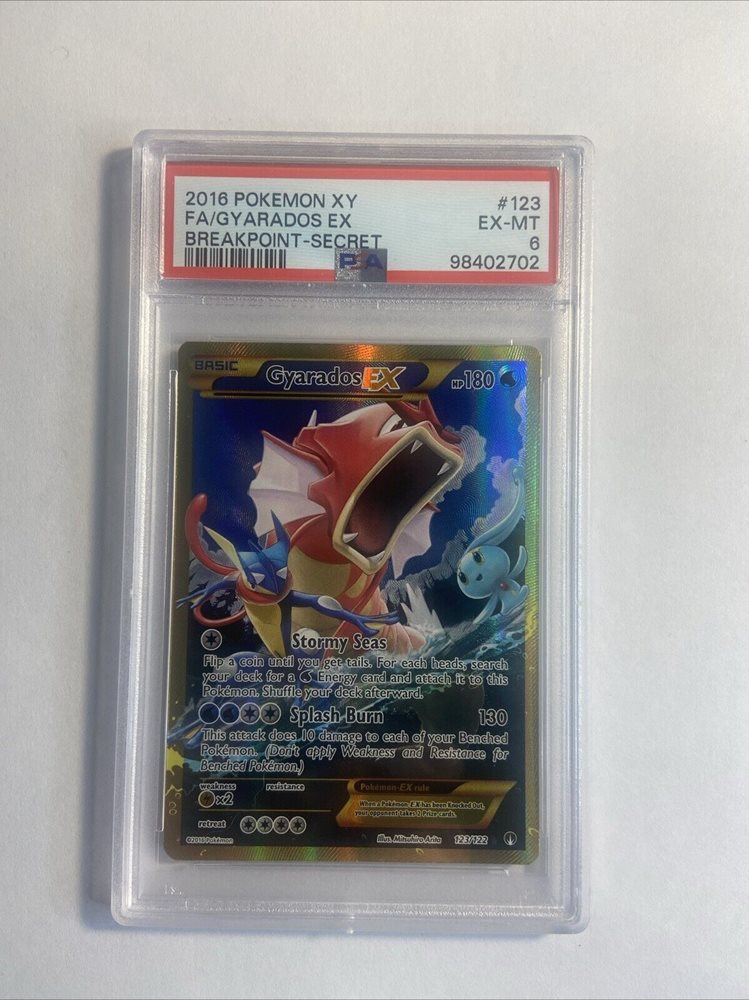 2016 POKEMON XY #123
FA/GYARADOS EX EX-MT
BREAKPOINT-SECRET 6
98402702
BASIC
Gyarados EX HP180
Stormy Seas
Flip a coin until you get tails. For each heads, search
your deck for a Energy card and attach it to this
Pokémon. Shuffle your deck afterward.
Splash Burn 130
This attack does 10 damage to each of your Benched
Pokémon. (Don't apply Weakness and Resistance for
Benched Pokémon.)
weakness resistance
x2
Pokémon-EX rule
When a Pokémon-EX has been Knocked Out,
your opponent takes 2 Prize cards.
retreat
©2016 Pokémon Illus. Mitsuhiro Arita 123/122